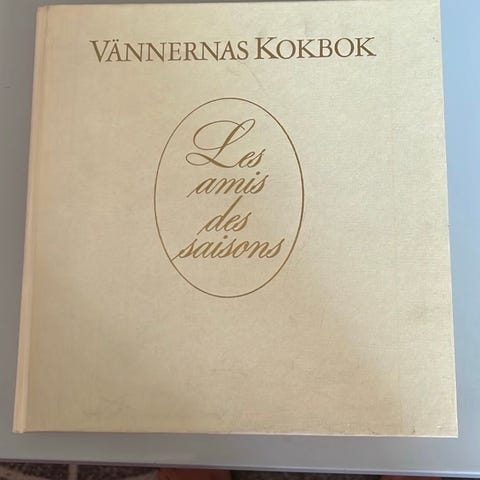 VÄNNERNAS KOKBOK
Les
amis
des
saisons